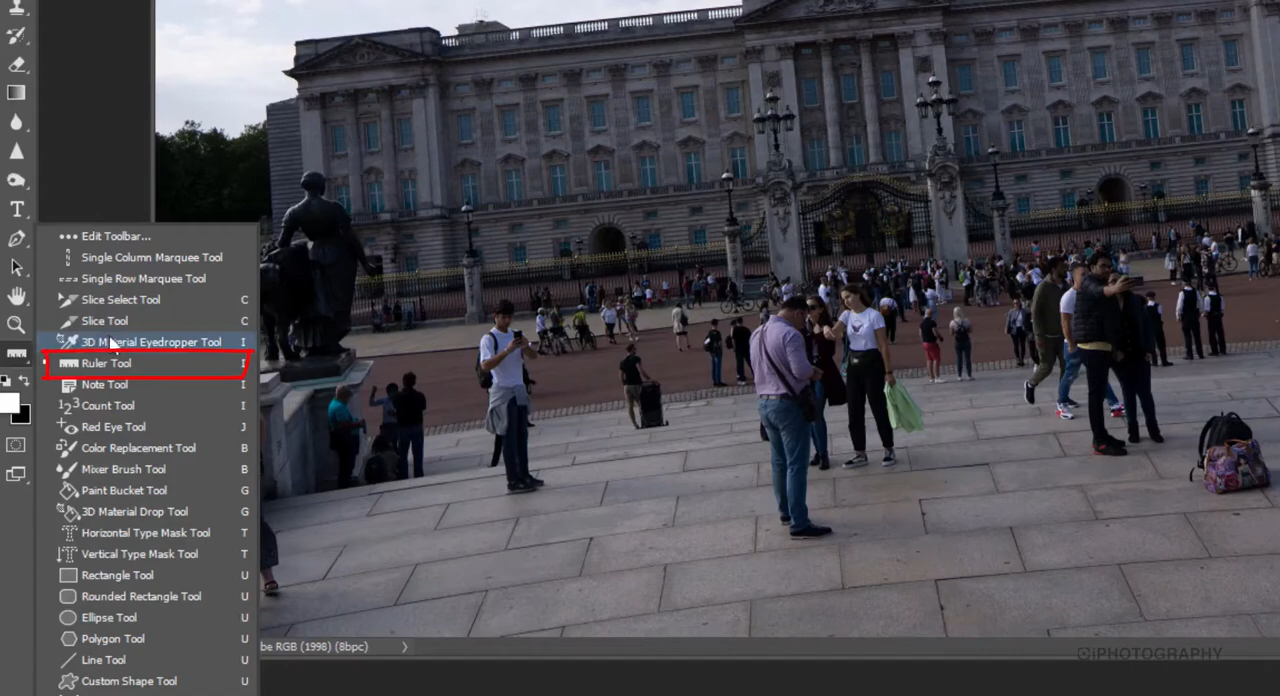 T
Edit Toolbar...
Single Column Marquee Tool
Single Row Marquee Tool
Slice Select Tool C
Slice Tool C
3D Material Eyedropper Tool I
Ruler Tool I
Note Tool I
Count Tool I
Red Eye Tool J
Color Replacement Tool B
Mixer Brush Tool B
Paint Bucket Tool G
3D Material Drop Tool G
Horizontal Type Mask Tool T
Vertical Type Mask Tool T
Rectangle Tool U
Rounded Rectangle Tool U
Ellipse Tool U
Polygon Tool U
Line Tool U
Custom Shape Tool U
be RGB (1998) (8bpc)
iPHOTOGRAPHY